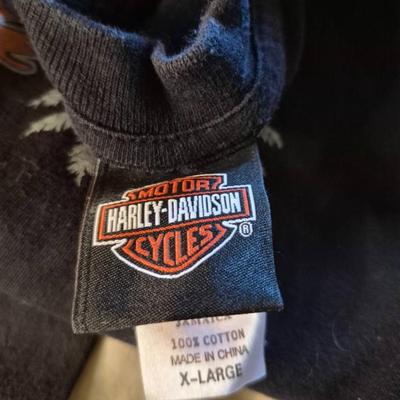 MOTOR
HARLEY-DAVIDSON
CYCLES
®
JAMAICA
100% COTTON
MADE IN CHINA
X-LARGE